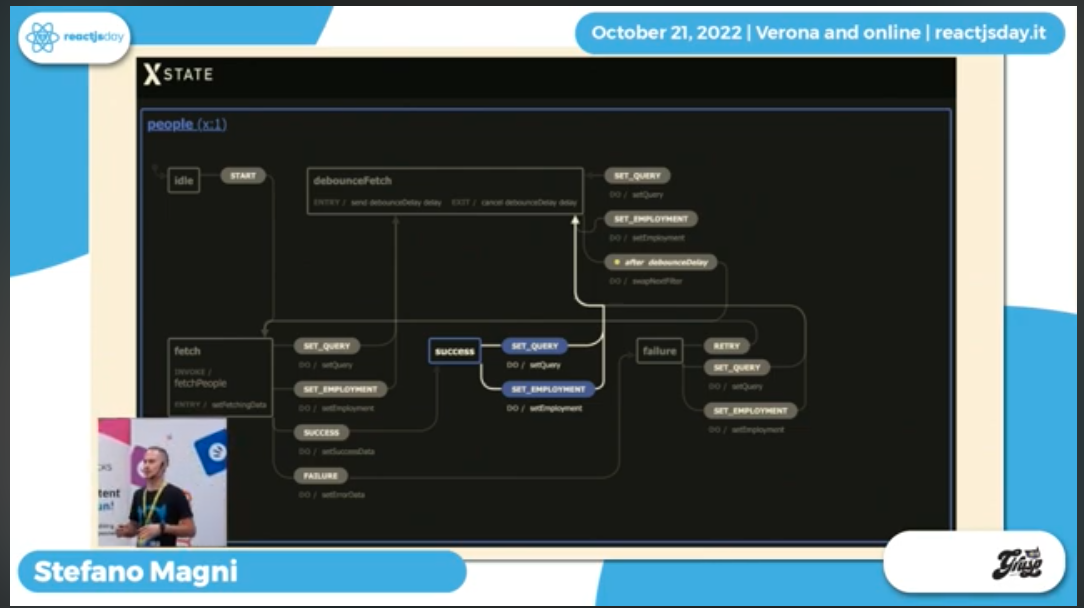 reactjsday
October 21, 2022 | Verona and online | reactjsday.it
XSTATE
people (x:1)
idle
START
debounceFetch
ENTRY / send debounceDelay delay EXIT / cancel debounceDelay delay
SET_QUERY
DO / setQuery
SET_EMPLOYMENT
DO / setEmployment
after debounceDelay
DO / swapNextFilter
fetch
INVOKE /
fetchPeople
ENTRY / setFetchingData
SET_QUERY
DO / setQuery
SET_EMPLOYMENT
DO / setEmployment
SUCCESS
DO / setSuccessData
FAILURE
DO / setErrorData
success
SET_QUERY
DO / setQuery
SET_EMPLOYMENT
DO / setEmployment
failure
RETRY
SET_QUERY
DO / setQuery
SET_EMPLOYMENT
DO / setEmployment
Stefano Magni
Grusp